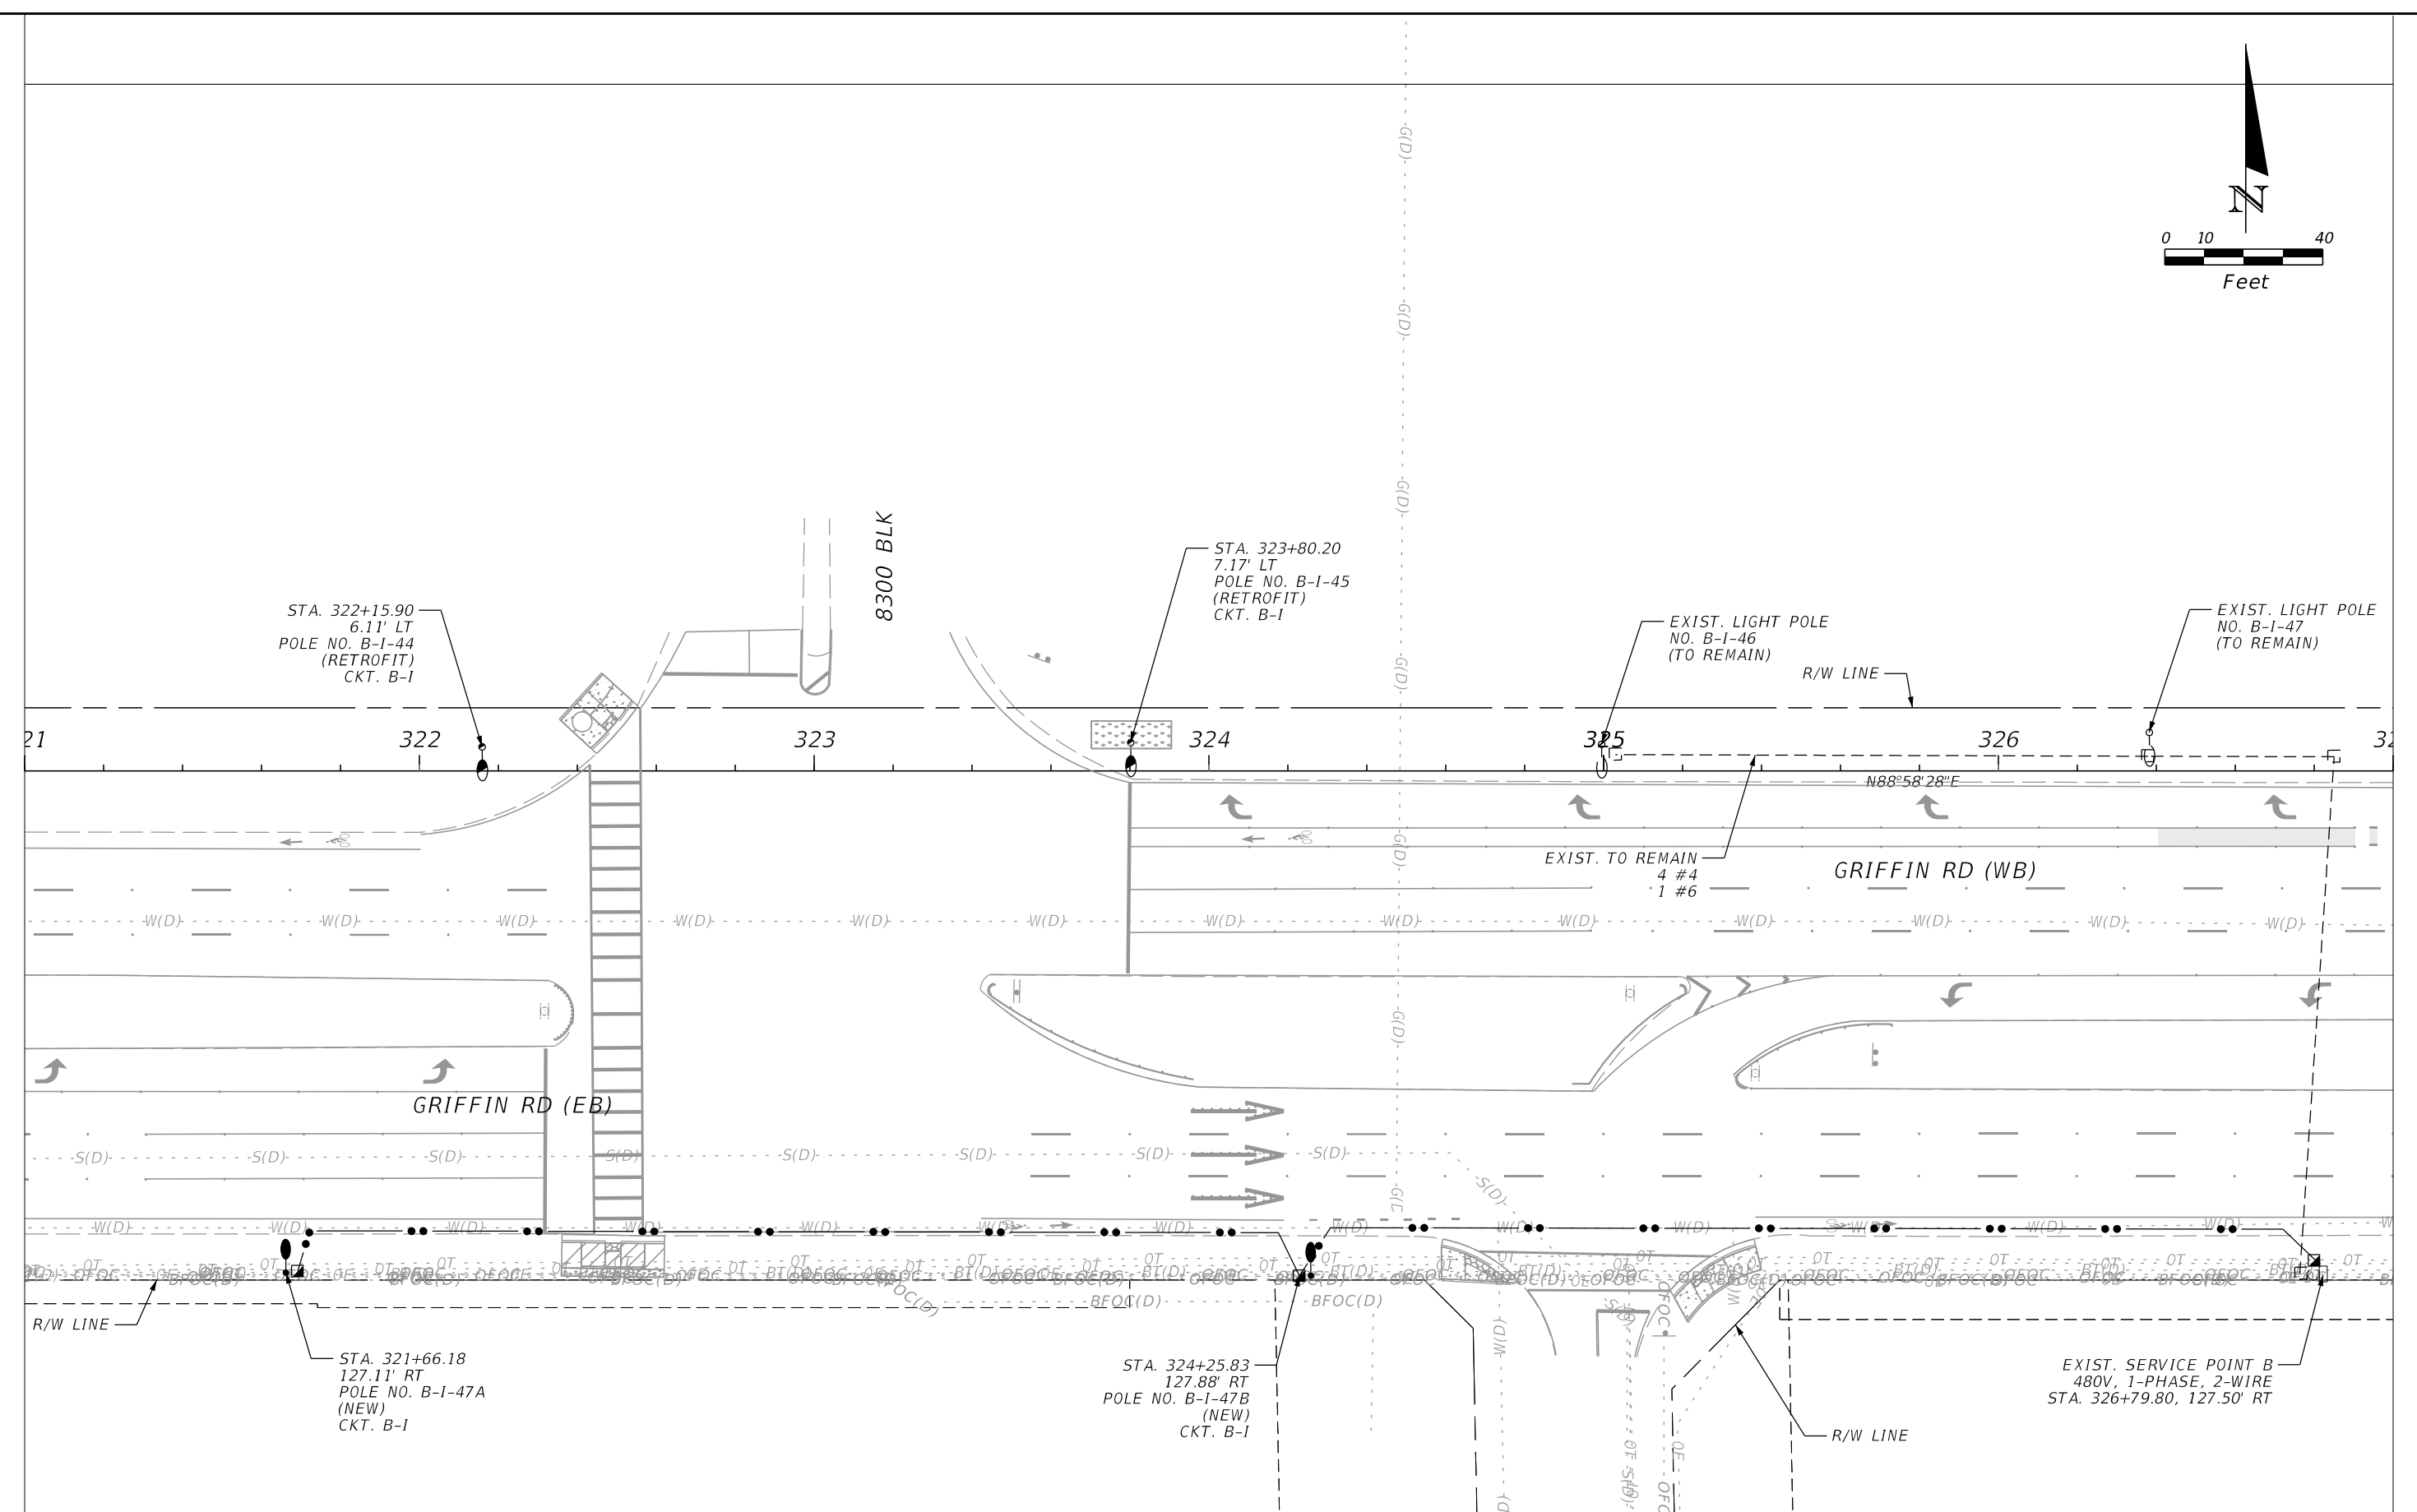 N
0 10 40
Feet
8300 BLK
STA. 322+15.90
6.11' LT
POLE NO. B-I-44
(RETROFIT)
CKT. B-I
STA. 323+80.20
7.17' LT
POLE NO. B-I-45
(RETROFIT)
CKT. B-I
EXIST. LIGHT POLE
NO. B-I-46
(TO REMAIN)
R/W LINE
EXIST. LIGHT POLE
NO. B-I-47
(TO REMAIN)
21 322 323 324 325 326 32
N88°58'28"E
EXIST. TO REMAIN
4 #4
1 #6
GRIFFIN RD (WB)
G(D) G(D) G(D) G(D) G(D) G(D)
W(D) W(D) W(D) W(D) W(D) W(D) W(D) W(D) W(D) W(D) W(D) W(D) W(D)
GRIFFIN RD (EB)
S(D) S(D) S(D) S(D) S(D) S(D) S(D) S(D) S(D)
W(D) W(D) W(D) W(D) W(D) W(D) W(D) W(D) W(D) W(D) W(D)
BFOC(D) BFOC(D)
R/W LINE
STA. 321+66.18
127.11' RT
POLE NO. B-I-47A
(NEW)
CKT. B-I
STA. 324+25.83
127.88' RT
POLE NO. B-I-47B
(NEW)
CKT. B-I
R/W LINE
EXIST. SERVICE POINT B
480V, 1-PHASE, 2-WIRE
STA. 326+79.80, 127.50' RT